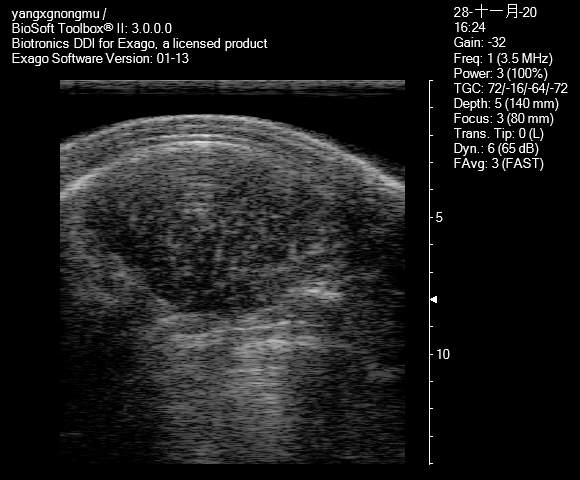 yangxgnongmu /
BioSoft Toolbox® II: 3.0.0.0
Biotronics DDI for Exago, a licensed product
Exago Software Version: 01-13
28-十一月-20
16:24
Gain: -32
Freq: 1 (3.5 MHz)
Power: 3 (100%)
TGC: 72/-16/-64/-72
Depth: 5 (140 mm)
Focus: 3 (80 mm)
Trans. Tip: 0 (L)
Dyn.: 6 (65 dB)
FAvg: 3 (FAST)
5
10